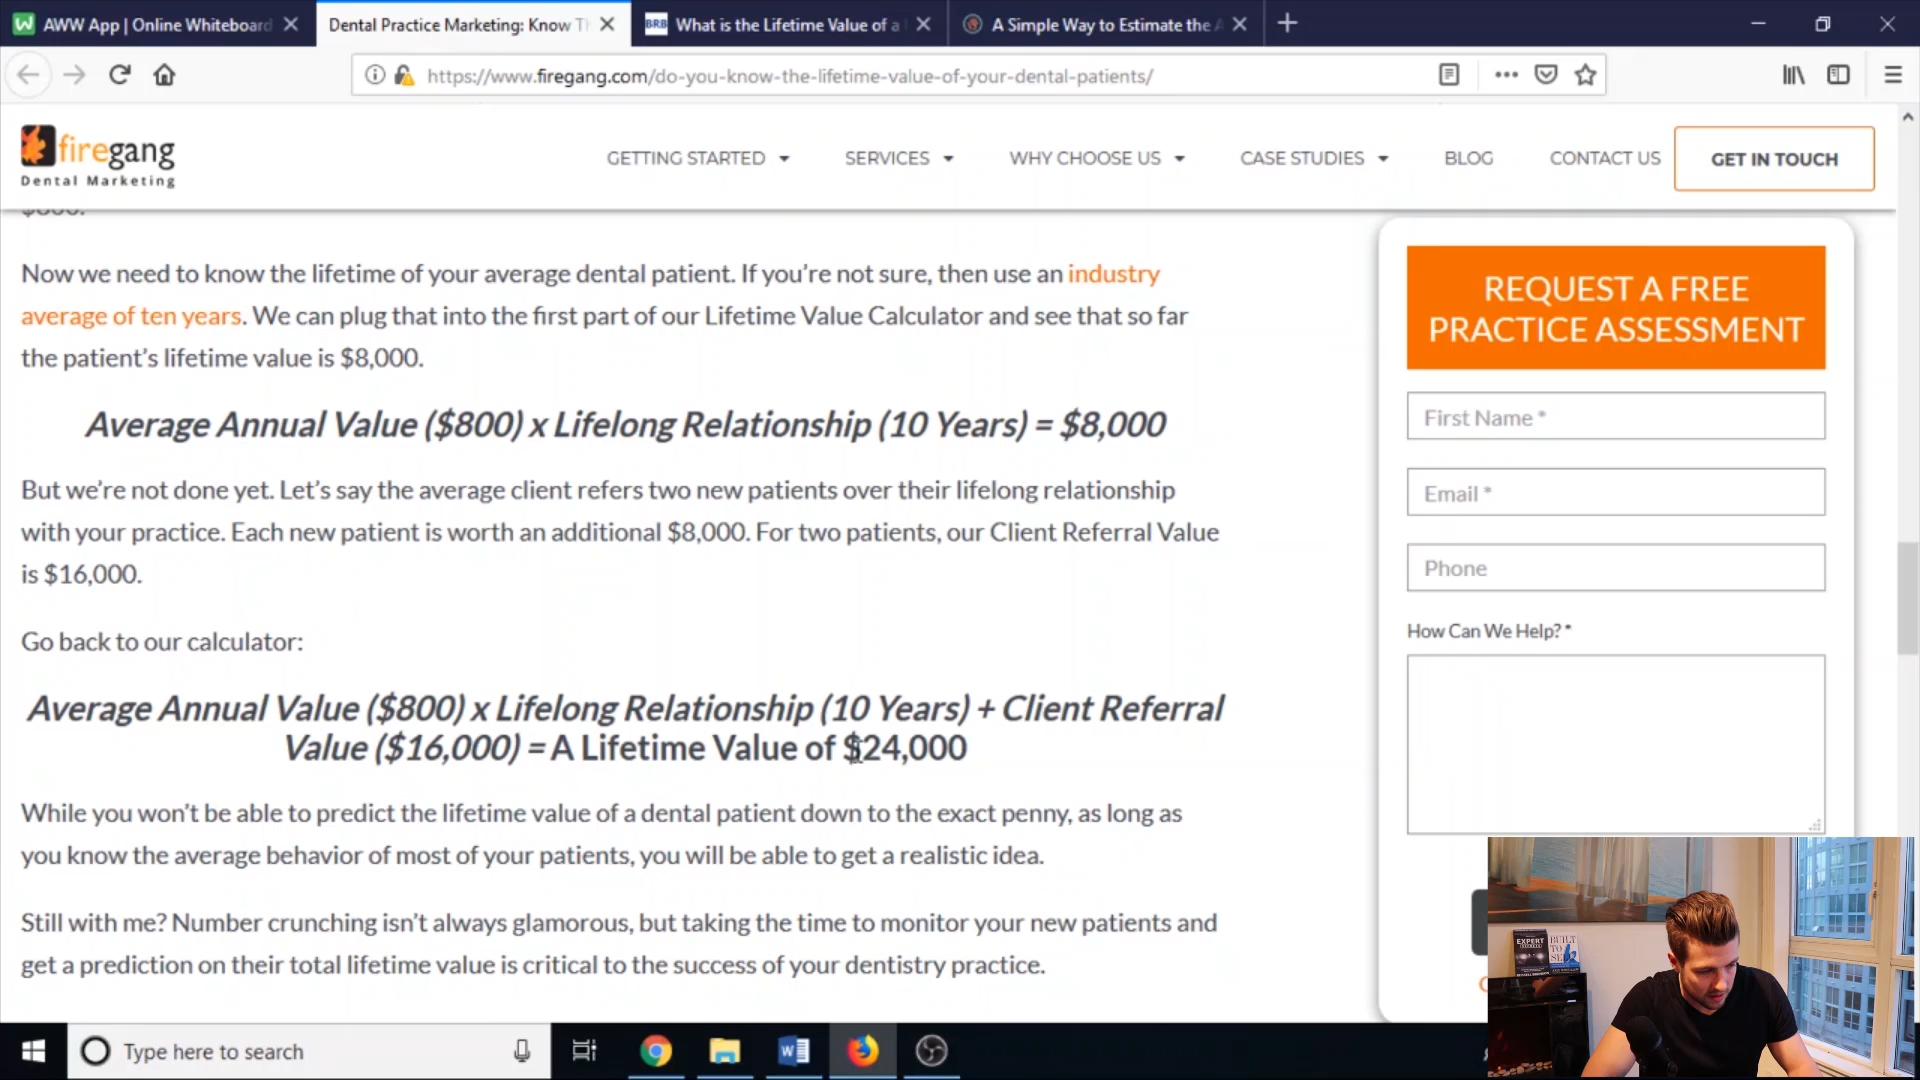 AWW App | Online Whiteboard
Dental Practice Marketing: Know Th
BRB What is the Lifetime Value of a
A Simple Way to Estimate the A
https://www.firegang.com/do-you-know-the-lifetime-value-of-your-dental-patients/
firegang
Dental Marketing
GETTING STARTED
SERVICES
WHY CHOOSE US
CASE STUDIES
BLOG
CONTACT US
GET IN TOUCH
$800.
Now we need to know the lifetime of your average dental patient. If you're not sure, then use an industry
average of ten years. We can plug that into the first part of our Lifetime Value Calculator and see that so far
the patient's lifetime value is $8,000.
Average Annual Value ($800) x Lifelong Relationship (10 Years) = $8,000
But we're not done yet. Let's say the average client refers two new patients over their lifelong relationship
with your practice. Each new patient is worth an additional $8,000. For two patients, our Client Referral Value
is $16,000.
Go back to our calculator:
Average Annual Value ($800) x Lifelong Relationship (10 Years) + Client Referral
Value ($16,000) = A Lifetime Value of $24,000
While you won't be able to predict the lifetime value of a dental patient down to the exact penny, as long as
you know the average behavior of most of your patients, you will be able to get a realistic idea.
Still with me? Number crunching isn't always glamorous, but taking the time to monitor your new patients and
get a prediction on their total lifetime value is critical to the success of your dentistry practice.
REQUEST A FREE
PRACTICE ASSESSMENT
First Name *
Email *
Phone
How Can We Help? *
EXPERT
SECRETS
BUILT
TO
Type here to search